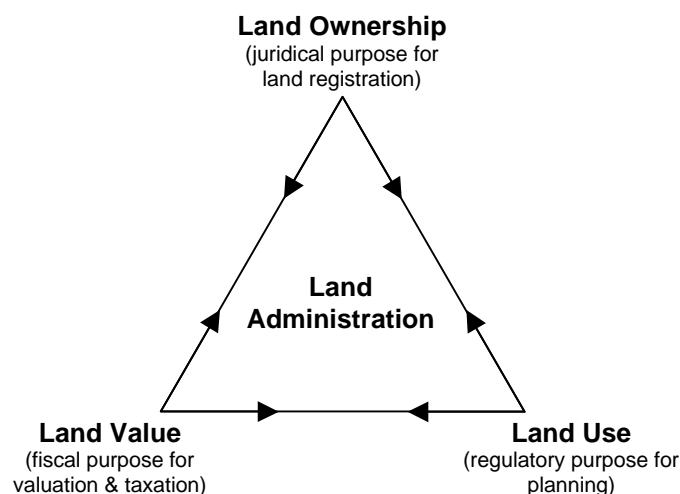 Land Ownership
(juridical purpose for
land registration)
Land
Administration
Land Value
(fiscal purpose for
valuation & taxation)
Land Use
(regulatory purpose for
planning)